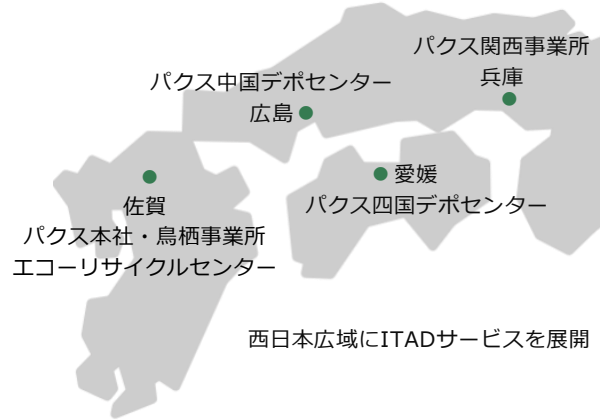 パクス関西事業所
兵庫
パクス中国デポセンター
広島
愛媛
パクス四国デポセンター
佐賀
パクス本社・鳥栖事業所
エコーリサイクルセンター
西日本広域にITADサービスを展開